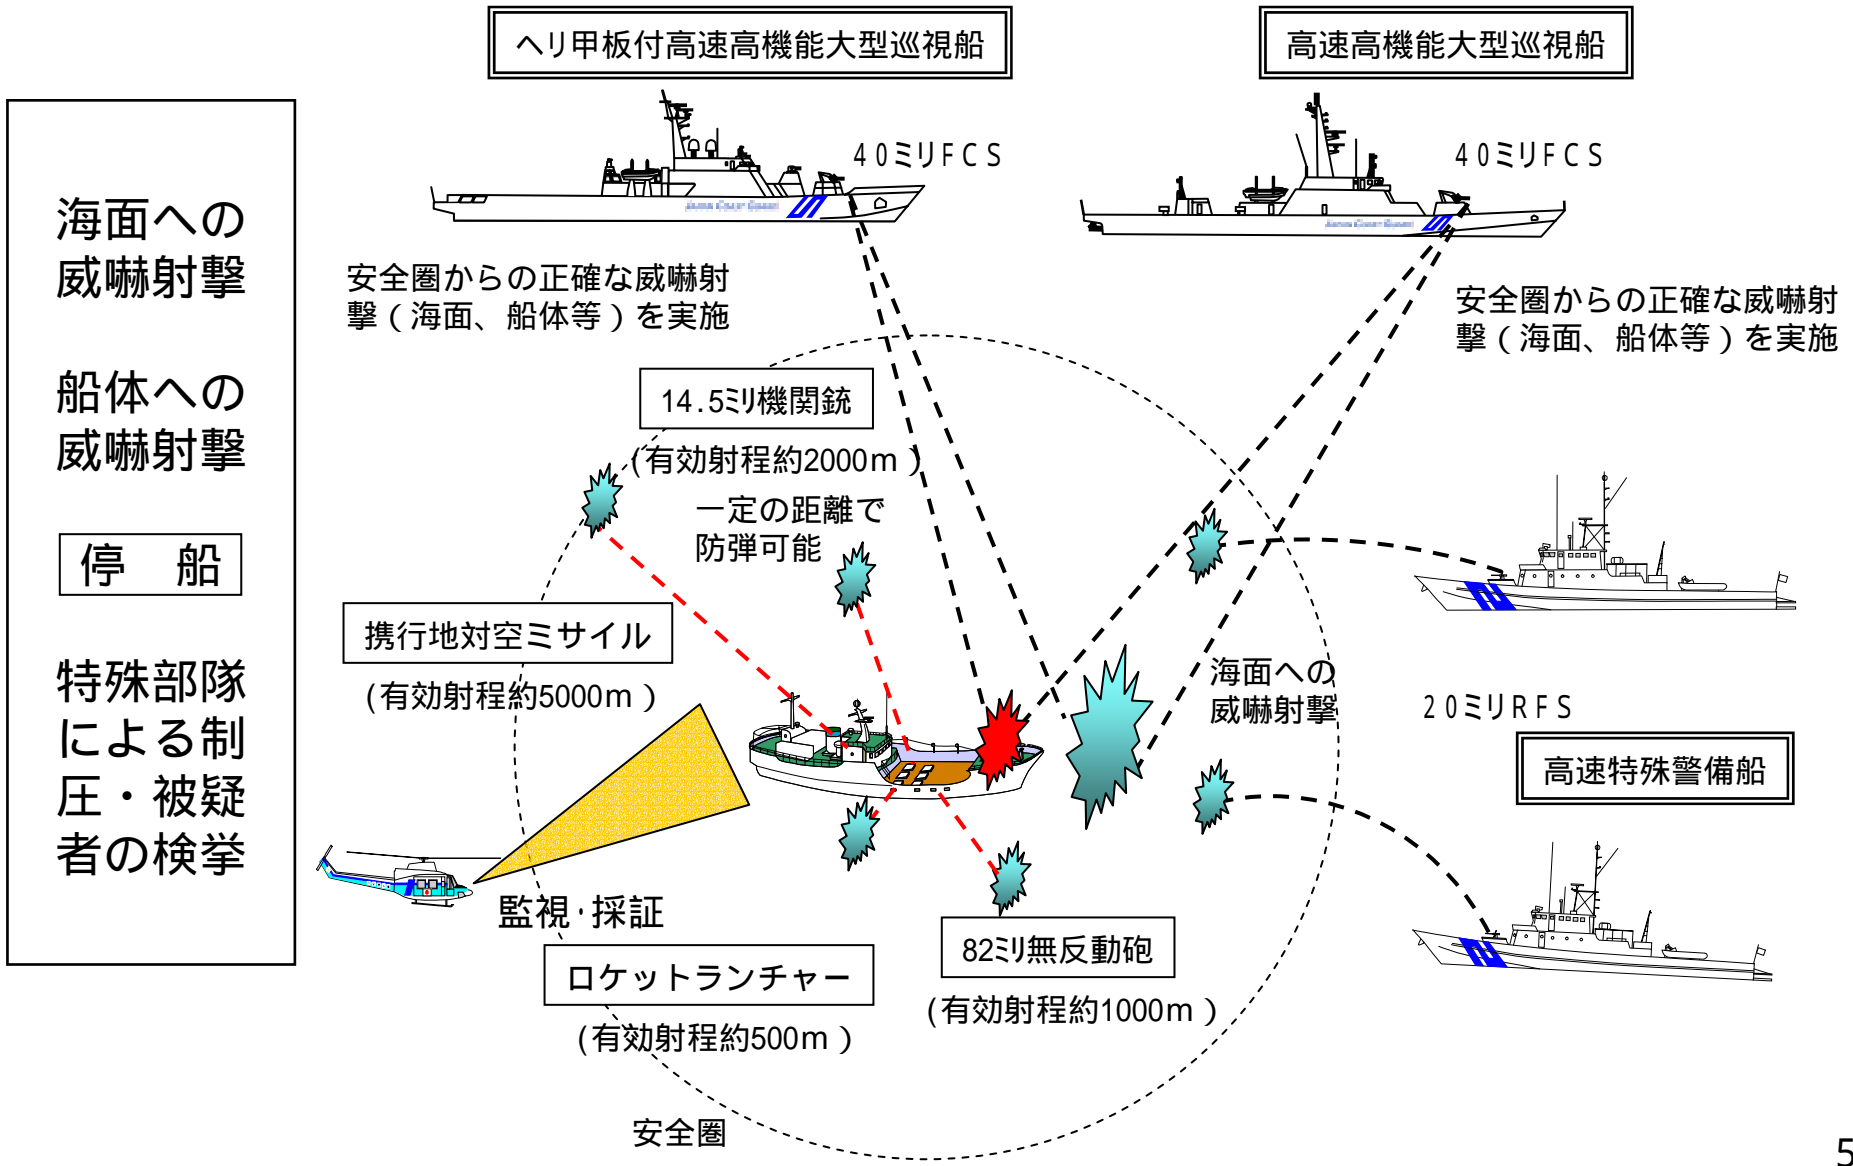 ヘリ甲板付高速高機能大型巡視船
高速高機能大型巡視船
海面への
威嚇射撃
船体への
威嚇射撃
停 船
特殊部隊
による制
圧・被疑
者の検挙
40ミリFCS
40ミリFCS
Japan Coast Guard
Japan Coast Guard
安全圏からの正確な威嚇射
撃(海面、船体等)を実施
安全圏からの正確な威嚇射
撃(海面、船体等)を実施
14.5ミリ機関銃
(有効射程約2000m)
一定の距離で
防弾可能
携行地対空ミサイル
(有効射程約5000m)
海面への
威嚇射撃
20ミリRFS
高速特殊警備船
監視・採証
ロケットランチャー
(有効射程約500m)
82ミリ無反動砲
(有効射程約1000m)
安全圏
5